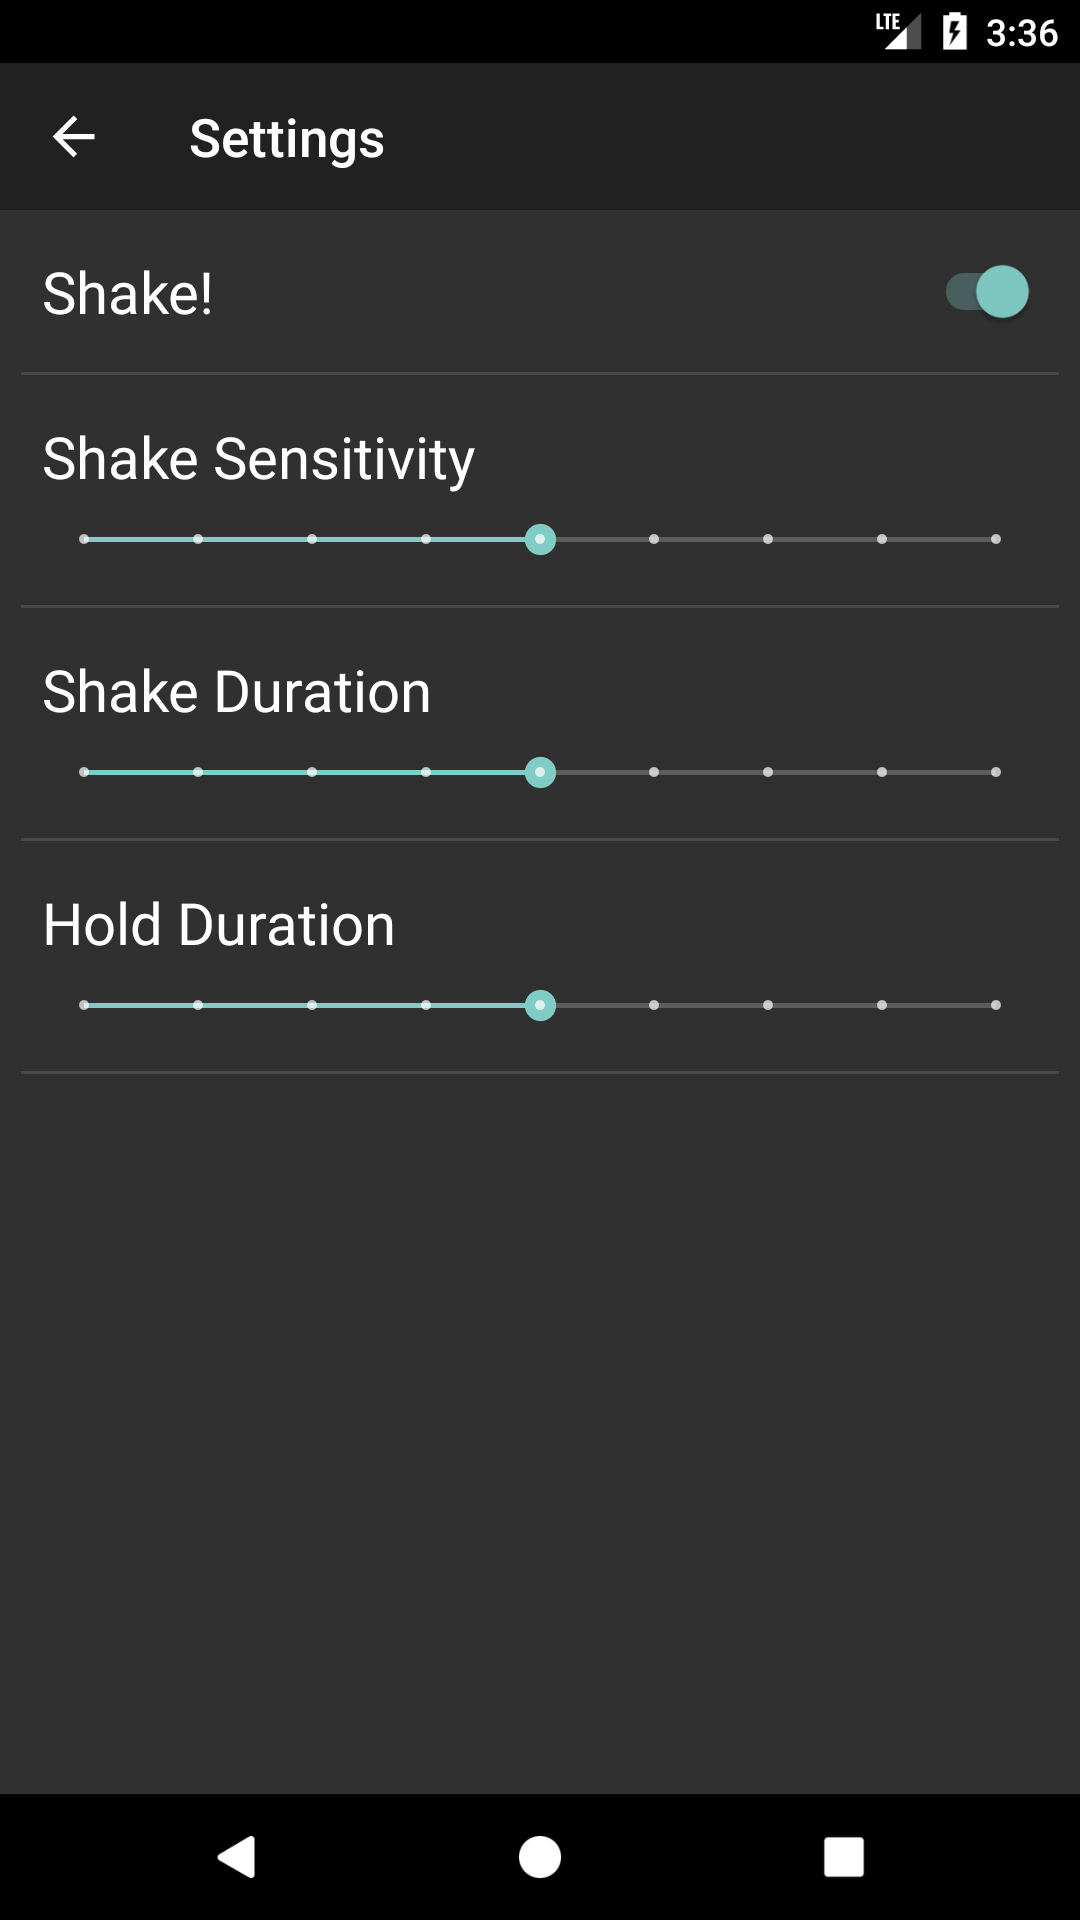 LTE 3:36
Settings
Shake!
Shake Sensitivity
Shake Duration
Hold Duration